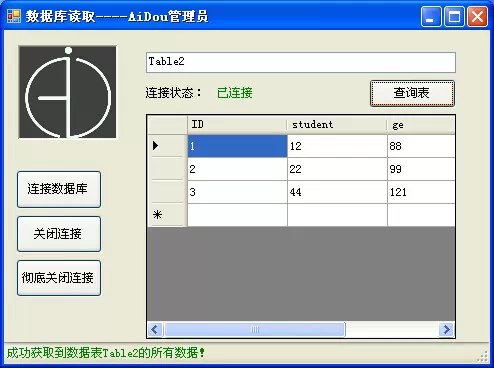 数据库读取----AiDou管理员
Table2
连接状态： 已连接
查询表
ID student ge
1 12 88
2 22 99
3 44 121
连接数据库
关闭连接
彻底关闭连接
成功获取到数据表Table2的所有数据！